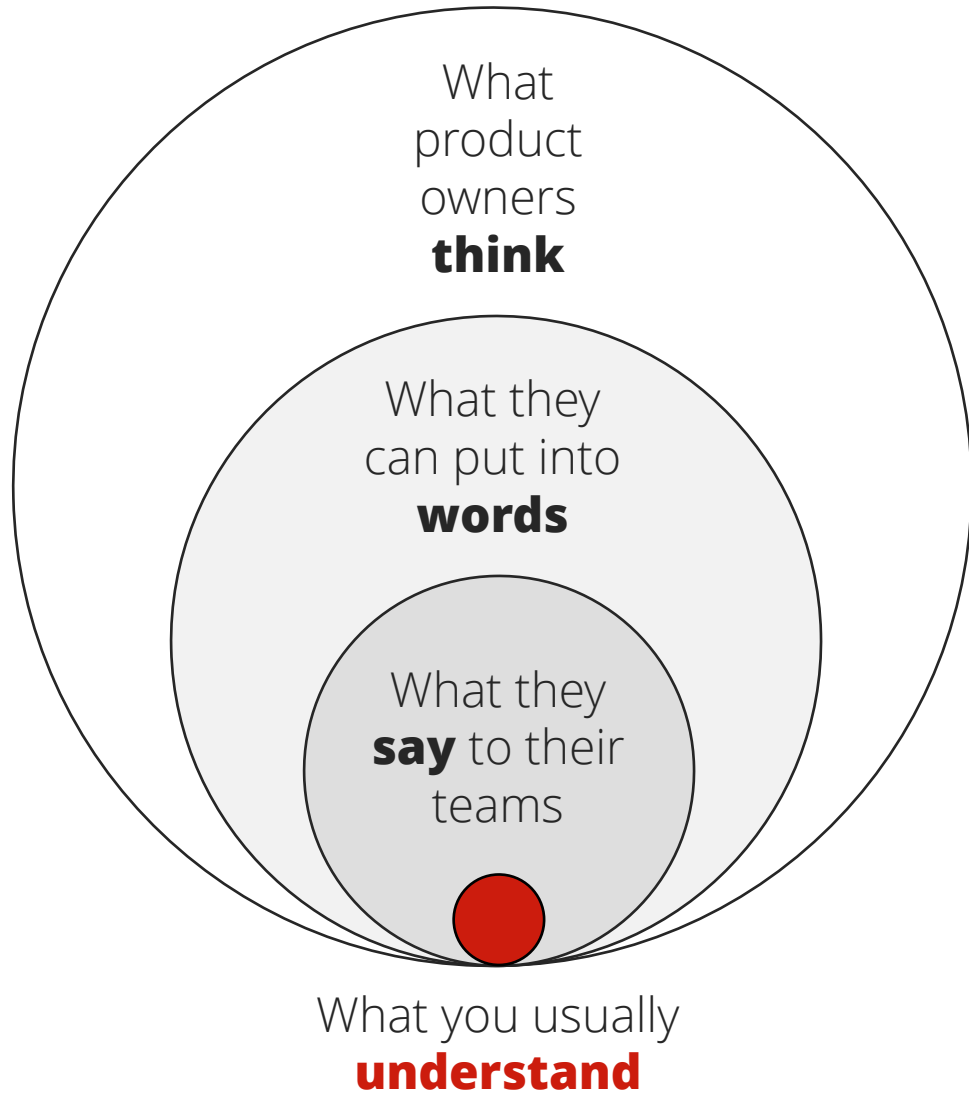 What
product
owners
think
What they
can put into
words
What they
say to their
teams
What you usually
understand